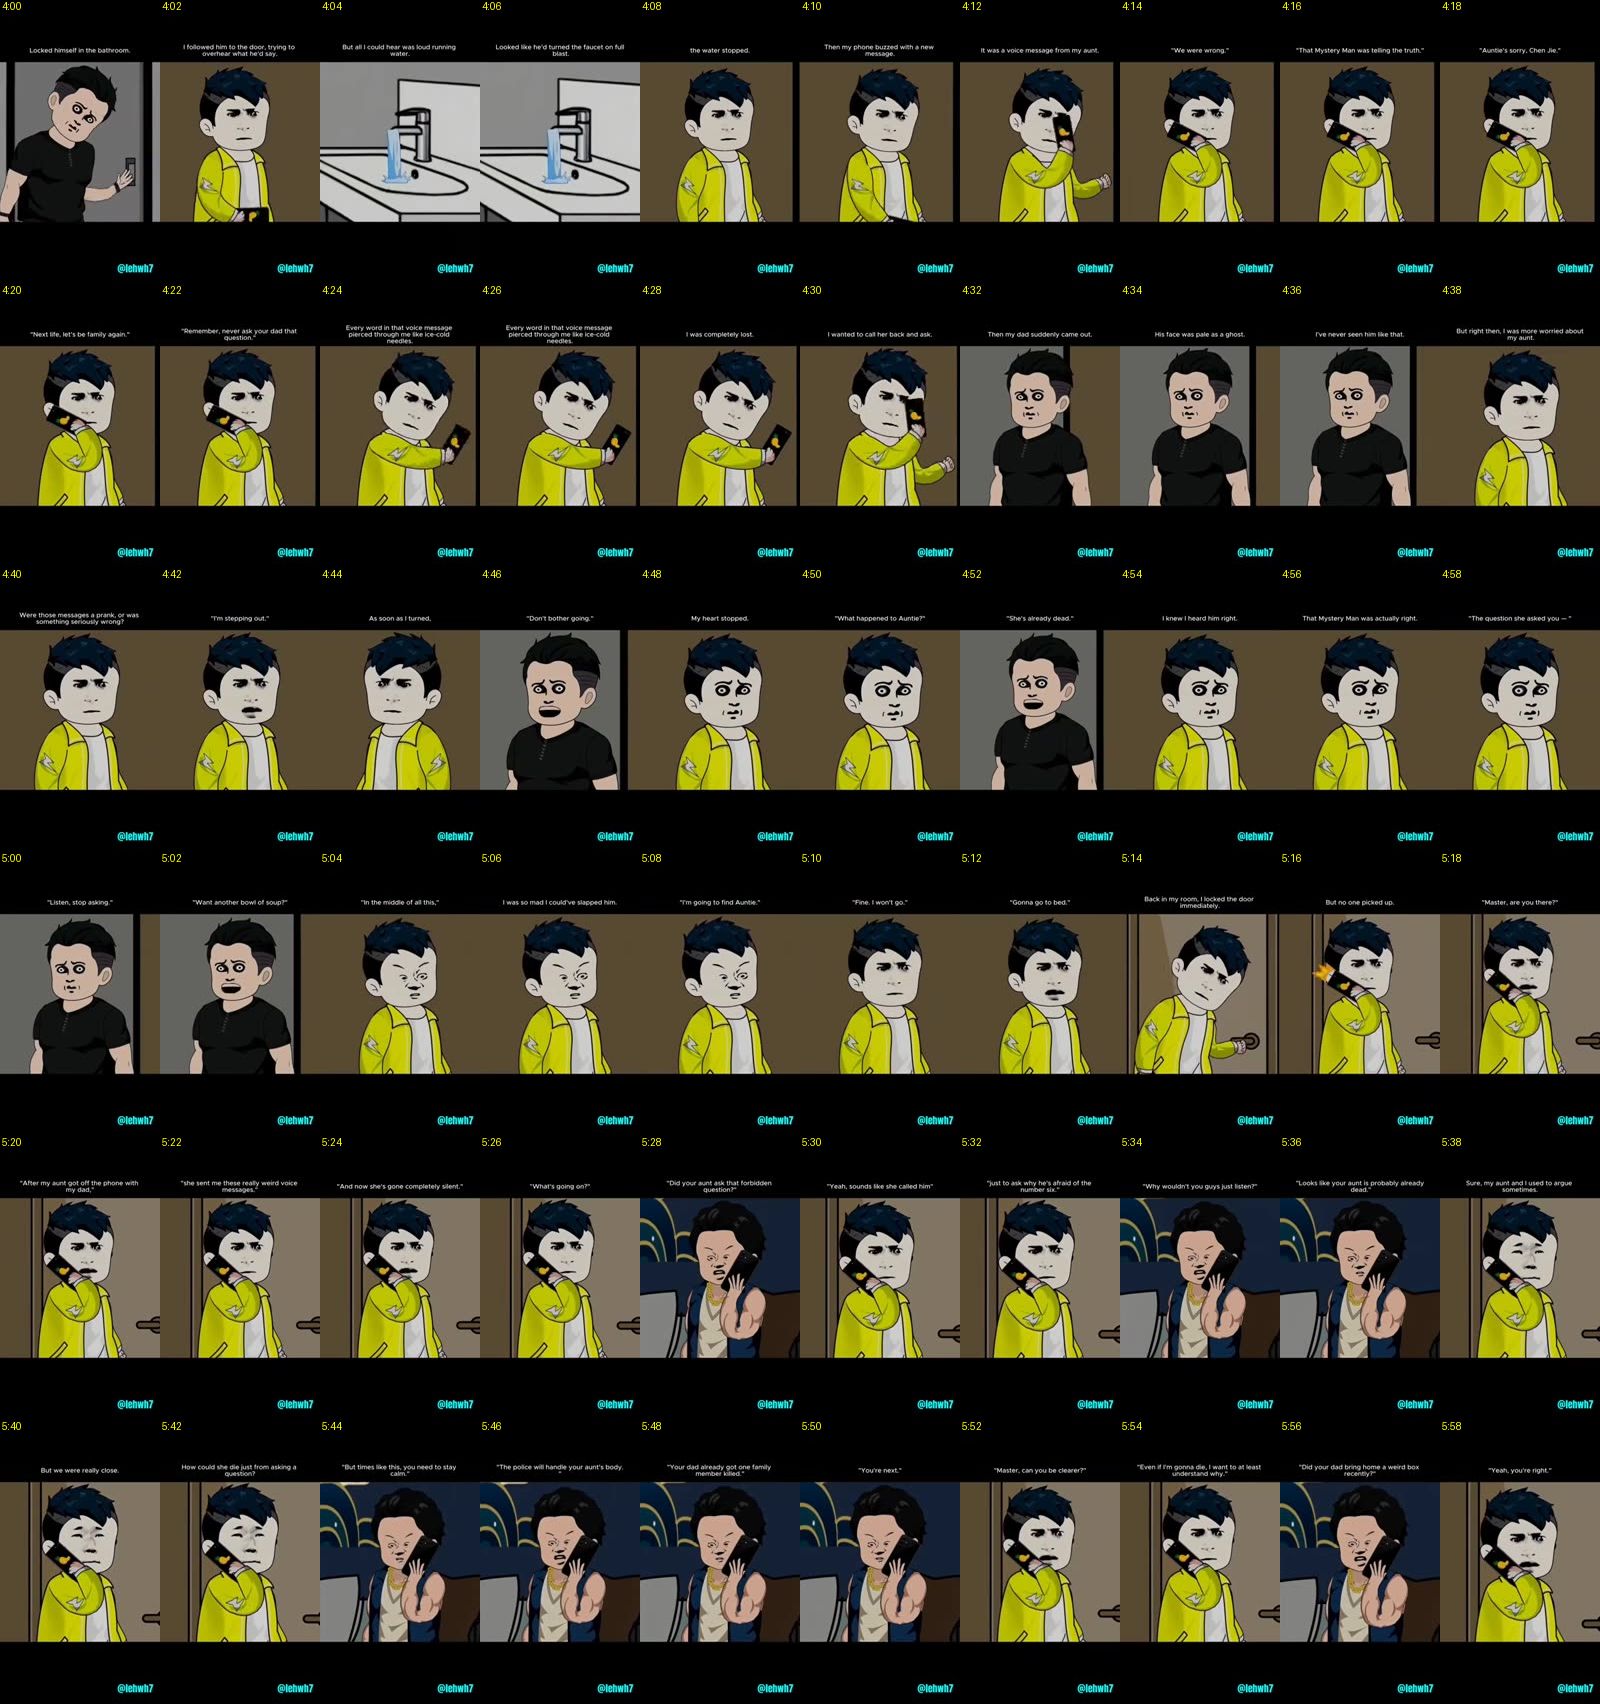 4:00
4:02
4:04
4:06
4:08
4:10
4:12
4:14
4:16
4:18
Locked himself in the bathroom.
I followed him to the door, trying to
overhear what he'd say.
But all I could hear was loud running
water.
Looked like he'd turned the faucet on full
blast.
the water stopped.
Then my phone buzzed with a new
message.
It was a voice message from my aunt.
"We were wrong."
"That Mystery Man was telling the truth."
"Auntie's sorry, Chen Jie."
@lehwh7
@lehwh7
@lehwh7
@lehwh7
@lehwh7
@lehwh7
@lehwh7
@lehwh7
@lehwh7
@lehwh7
4:20
4:22
4:24
4:26
4:28
4:30
4:32
4:34
4:36
4:38
"Next life, let's be family again."
"Remember, never ask your dad that
question."
Every word in that voice message
pierced through me like ice-cold
needles.
Every word in that voice message
pierced through me like ice-cold
needles.
I was completely lost.
I wanted to call her back and ask.
Then my dad suddenly came out.
His face was pale as a ghost.
I've never seen him like that.
But right then, I was more worried about
my aunt.
@lehwh7
@lehwh7
@lehwh7
@lehwh7
@lehwh7
@lehwh7
@lehwh7
@lehwh7
@lehwh7
@lehwh7
4:40
4:42
4:44
4:46
4:48
4:50
4:52
4:54
4:56
4:58
Were those messages a prank, or was
something seriously wrong?
"I'm stepping out."
As soon as I turned,
"Don't bother going."
My heart stopped.
"What happened to Auntie?"
"She's already dead."
I knew I heard him right.
That Mystery Man was actually right.
"The question she asked you — "
@lehwh7
@lehwh7
@lehwh7
@lehwh7
@lehwh7
@lehwh7
@lehwh7
@lehwh7
@lehwh7
@lehwh7
5:00
5:02
5:04
5:06
5:08
5:10
5:12
5:14
5:16
5:18
"Listen, stop asking."
"Want another bowl of soup?"
"In the middle of all this,"
I was so mad I could've slapped him.
"I'm going to find Auntie."
"Fine. I won't go."
"Gonna go to bed."
Back in my room, I locked the door
immediately.
But no one picked up.
"Master, are you there?"
@lehwh7
@lehwh7
@lehwh7
@lehwh7
@lehwh7
@lehwh7
@lehwh7
@lehwh7
@lehwh7
@lehwh7
5:20
5:22
5:24
5:26
5:28
5:30
5:32
5:34
5:36
5:38
"After my aunt got off the phone with
my dad,"
"she sent me these really weird voice
messages."
"And now she's gone completely silent."
"What's going on?"
"Did your aunt ask that forbidden
question?"
"Yeah, sounds like she called him"
"just to ask why he's afraid of the
number six."
"Why wouldn't you guys just listen?"
"Looks like your aunt is probably already
dead."
Sure, my aunt and I used to argue
sometimes.
@lehwh7
@lehwh7
@lehwh7
@lehwh7
@lehwh7
@lehwh7
@lehwh7
@lehwh7
@lehwh7
@lehwh7
5:40
5:42
5:44
5:46
5:48
5:50
5:52
5:54
5:56
5:58
But we were really close.
How could she die just from asking a
question?
"But times like this, you need to stay
calm."
"The police will handle your aunt's body.
"
"Your dad already got one family
member killed."
"You're next."
"Master, can you be clearer?"
"Even if I'm gonna die, I want to at least
understand why."
"Did your dad bring home a weird box
recently?"
"Yeah, you're right."
@lehwh7
@lehwh7
@lehwh7
@lehwh7
@lehwh7
@lehwh7
@lehwh7
@lehwh7
@lehwh7
@lehwh7